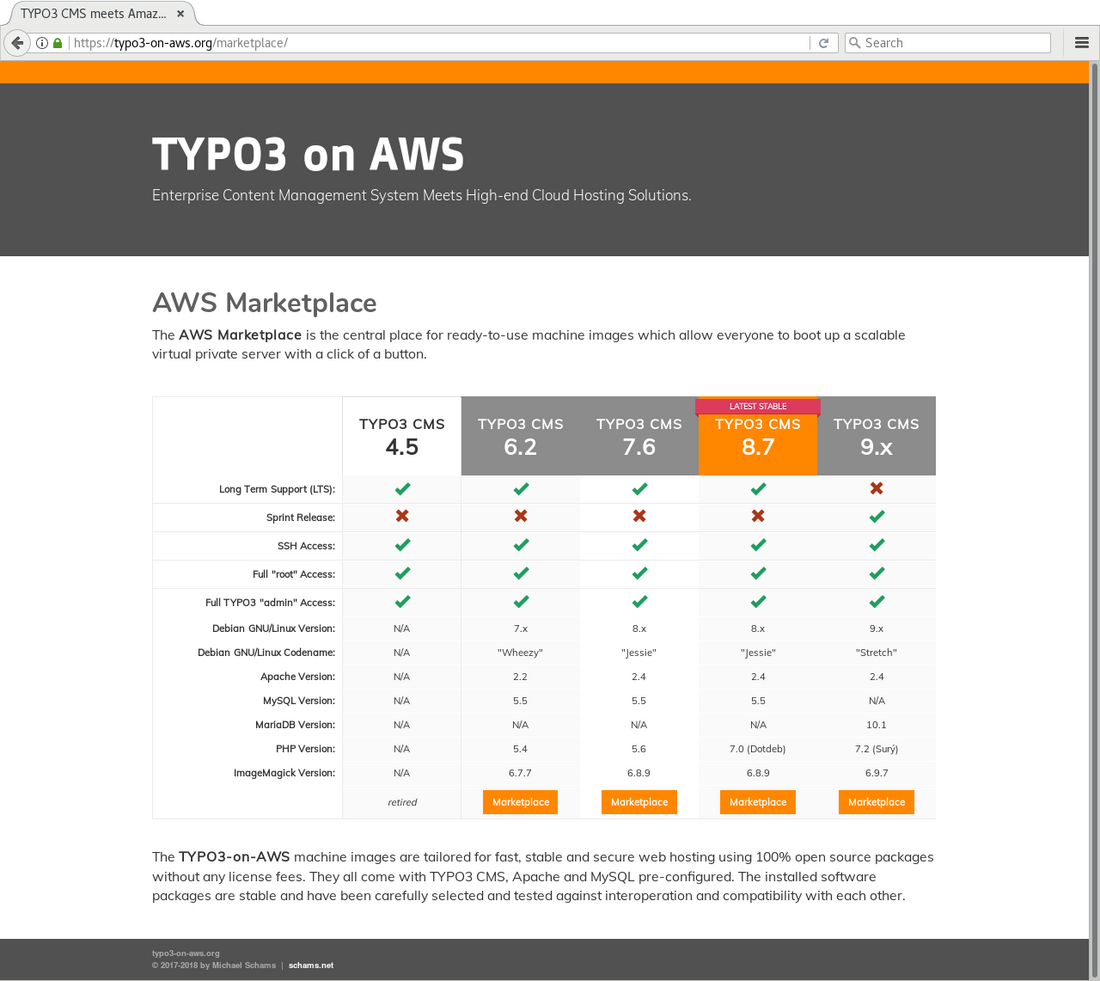 TYPO3 CMS meets Amaz...
https://typo3-on-aws.org/marketplace/
Search
TYPO3 on AWS
Enterprise Content Management System Meets High-end Cloud Hosting Solutions.
AWS Marketplace
The AWS Marketplace is the central place for ready-to-use machine images which allow everyone to boot up a scalable
virtual private server with a click of a button.
LATEST STABLE
TYPO3 CMS TYPO3 CMS TYPO3 CMS TYPO3 CMS TYPO3 CMS
4.5 6.2 7.6 8.7 9.x
Long Term Support (LTS):
Sprint Release:
SSH Access:
Full "root" Access:
Full TYPO3 "admin" Access:
Debian GNU/Linux Version: N/A 7.x 8.x 8.x 9.x
Debian GNU/Linux Codename: N/A "Wheezy" "Jessie" "Jessie" "Stretch"
Apache Version: N/A 2.2 2.4 2.4 2.4
MySQL Version: N/A 5.5 5.5 5.5 N/A
MariaDB Version: N/A N/A N/A N/A 10.1
PHP Version: N/A 5.4 5.6 7.0 (Dotdeb) 7.2 (Surý)
ImageMagick Version: N/A 6.7.7 6.8.9 6.8.9 6.9.7
retired Marketplace Marketplace Marketplace Marketplace
The TYPO3-on-AWS machine images are tailored for fast, stable and secure web hosting using 100% open source packages
without any license fees. They all come with TYPO3 CMS, Apache and MySQL pre-configured. The installed software
packages are stable and have been carefully selected and tested against interoperation and compatibility with each other.
typo3-on-aws.org
© 2017-2018 by Michael Schams | schams.net